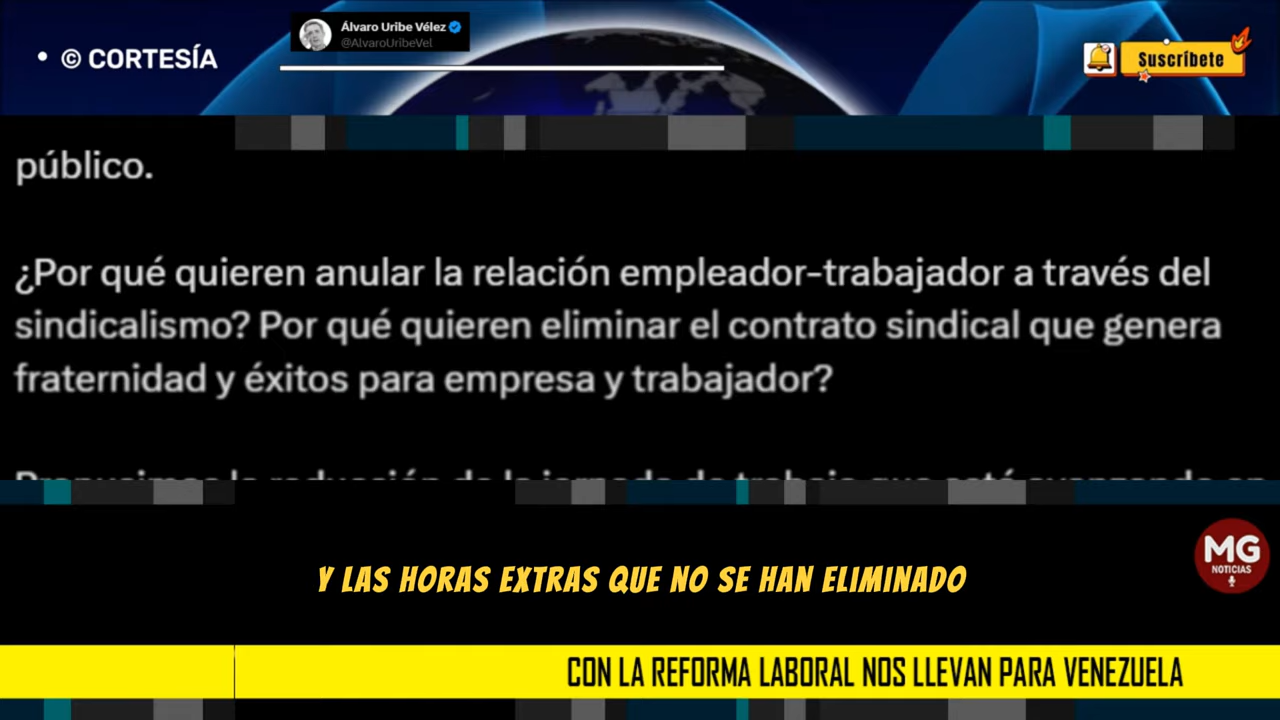 • © CORTESÍA
Álvaro Uribe Vélez
@AlvaroUribeVel
Suscríbete
público.
¿Por qué quieren anular la relación empleador-trabajador a través del
sindicalismo? Por qué quieren eliminar el contrato sindical que genera
fraternidad y éxitos para empresa y trabajador?
Y LAS HORAS EXTRAS QUE NO SE HAN ELIMINADO
MG
NOTICIAS
CON LA REFORMA LABORAL NOS LLEVAN PARA VENEZUELA